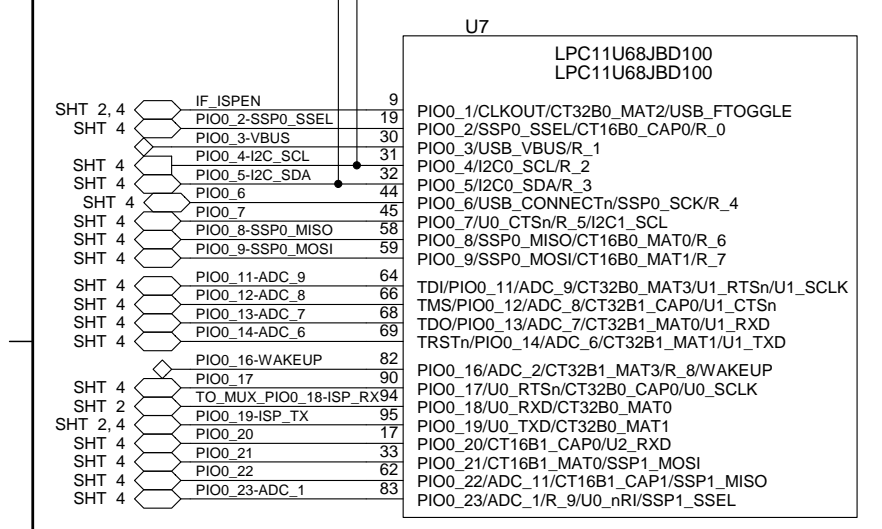 U7
LPC11U68JBD100
LPC11U68JBD100
SHT 2, 4 IF_ISPEN 9 PIO0_1/CLKOUT/CT32B0_MAT2/USB_FTOGGLE
SHT 4 PIO0_2-SSP0_SSEL 19 PIO0_2/SSP0_SSEL/CT16B0_CAP0/R_0
PIO0_3-VBUS 30 PIO0_3/USB_VBUS/R_1
SHT 4 PIO0_4-I2C_SCL 31 PIO0_4/I2C0_SCL/R_2
SHT 4 PIO0_5-I2C_SDA 32 PIO0_5/I2C0_SDA/R_3
SHT 4 PIO0_6 44 PIO0_6/USB_CONNECTn/SSP0_SCK/R_4
SHT 4 PIO0_7 45 PIO0_7/U0_CTSn/R_5/I2C1_SCL
SHT 4 PIO0_8-SSP0_MISO 58 PIO0_8/SSP0_MISO/CT16B0_MAT0/R_6
SHT 4 PIO0_9-SSP0_MOSI 59 PIO0_9/SSP0_MOSI/CT16B0_MAT1/R_7
SHT 4 PIO0_11-ADC_9 64 TDI/PIO0_11/ADC_9/CT32B0_MAT3/U1_RTSn/U1_SCLK
SHT 4 PIO0_12-ADC_8 66 TMS/PIO0_12/ADC_8/CT32B1_CAP0/U1_CTSn
SHT 4 PIO0_13-ADC_7 68 TDO/PIO0_13/ADC_7/CT32B1_MAT0/U1_RXD
SHT 4 PIO0_14-ADC_6 69 TRSTn/PIO0_14/ADC_6/CT32B1_MAT1/U1_TXD
PIO0_16-WAKEUP 82 PIO0_16/ADC_2/CT32B1_MAT3/R_8/WAKEUP
SHT 4 PIO0_17 90 PIO0_17/U0_RTSn/CT32B0_CAP0/U0_SCLK
SHT 2 TO_MUX_PIO0_18-ISP_RX 94 PIO0_18/U0_RXD/CT32B0_MAT0
SHT 2,4 PIO0_19-ISP_TX 95 PIO0_19/U0_TXD/CT32B0_MAT1
SHT 4 PIO0_20 17 PIO0_20/CT16B1_CAP0/U2_RXD
SHT 4 PIO0_21 33 PIO0_21/CT16B1_MAT0/SSP1_MOSI
SHT 4 PIO0_22 62 PIO0_22/ADC_11/CT16B1_CAP1/SSP1_MISO
SHT 4 PIO0_23-ADC_1 83 PIO0_23/ADC_1/R_9/U0_nRI/SSP1_SSEL